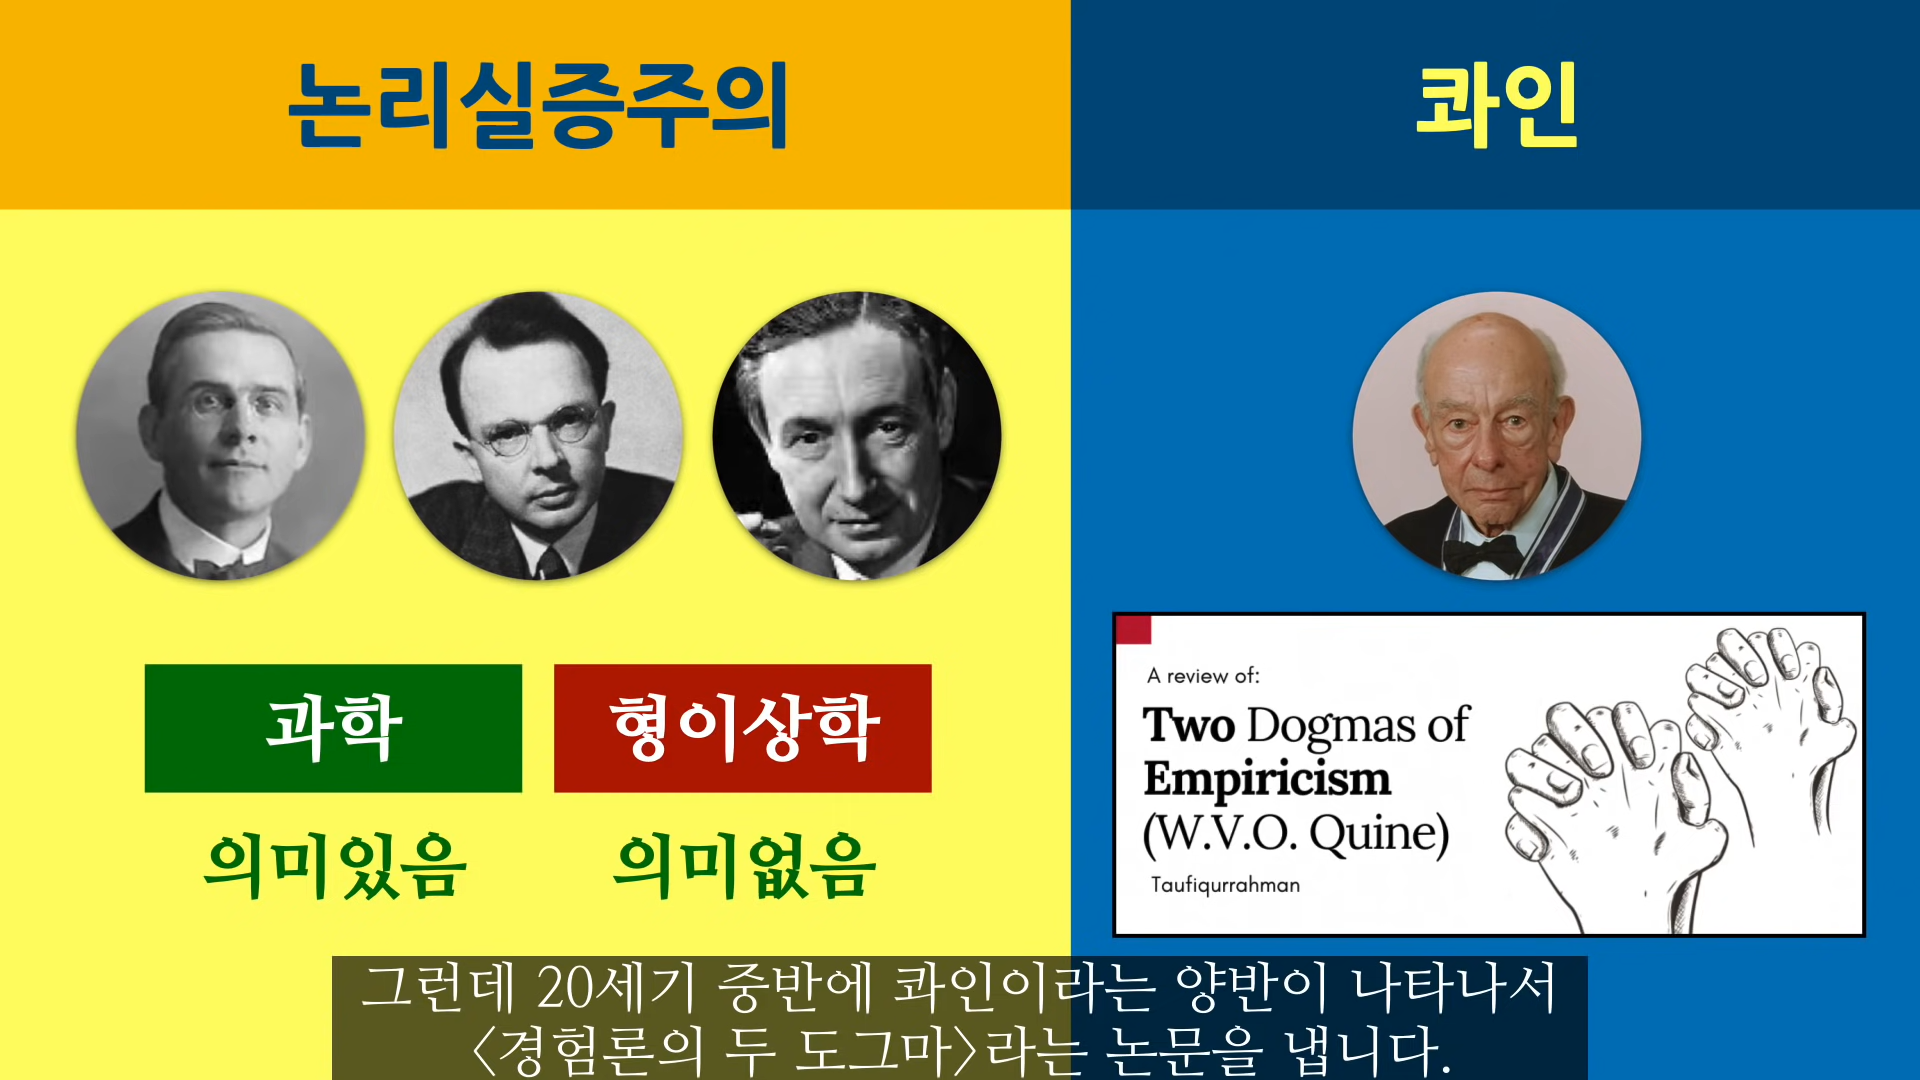 논리실증주의
콰인
과학
형이상학
의미있음
의미없음
A review of:
Two Dogmas of
Empiricism
(W.V.O. Quine)
Taufiqurrahman
그런데 20세기 중반에 콰인이라는 양반이 나타나서
<경험론의 두 도그마>라는 논문을 냅니다.